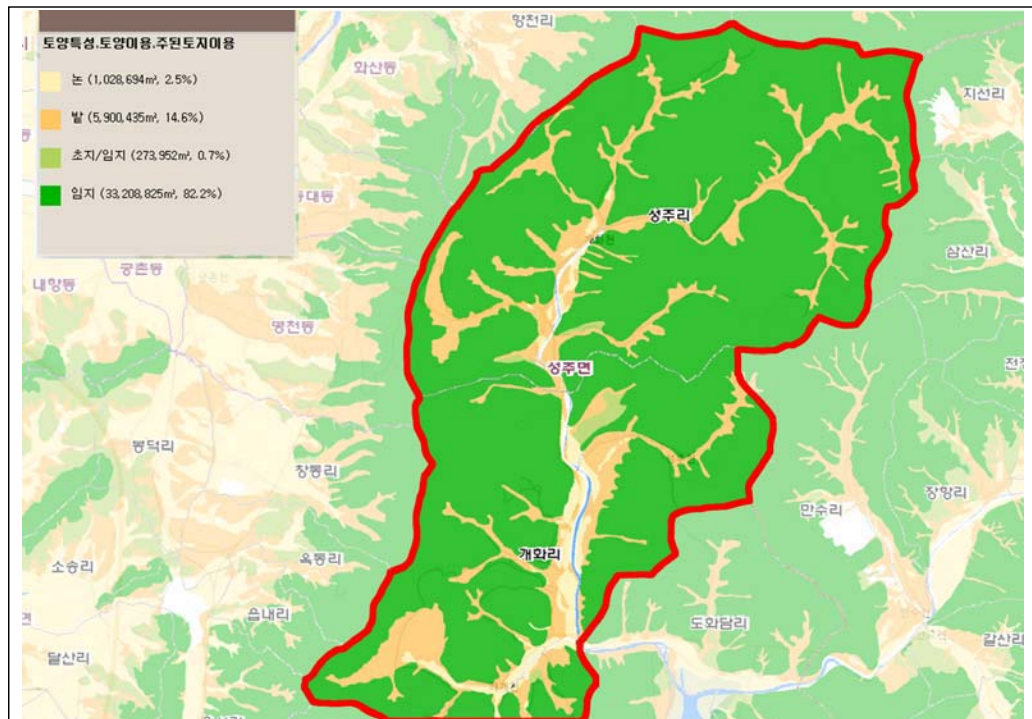 토양특성.토양이용.주된토지이용
논 (1,028,694㎡, 2.5%)
밭 (5,900,435㎡, 14.6%)
초지/임지 (273,952㎡, 0.7%)
임지 (33,208,825㎡, 82.2%)
향천리
화산동
지선리
대동
성주리
삼산리
궁촌동
내항동
명천동
전
성주면
봉덕리
창동리
장항리
만수리
개화리
옥동리
소송리
읍내리
도화담리
갈산리
달산리